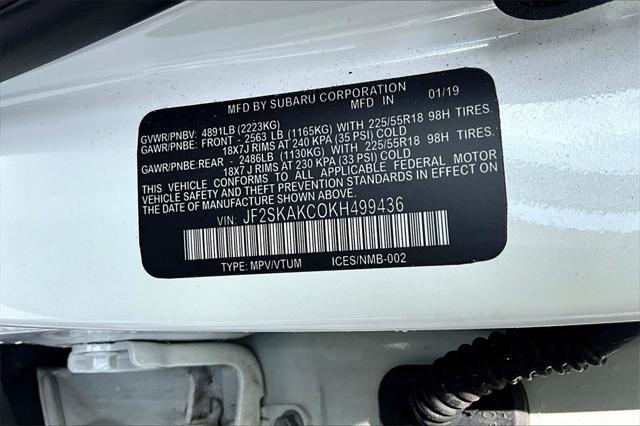 MFD BY SUBARU CORPORATION 01/19
GVWR/PNBV: 4891LB (2223KG) MFD IN
GAWR/PNBE: FRONT - 2563 LB (1165KG) WITH 225/55R18 98H TIRES.
18X7J RIMS AT 240 KPA (35 PSI) COLD
GAWR/PNBE:REAR - 2486LB (1130KG) WITH 225/55R18 98H TIRES.
18X7J RIMS AT 230 KPA (33 PSI) COLD
THIS VEHICLE CONFORMS TO ALL APPLICABLE FEDERAL MOTOR
VEHICLE SAFETY AND THEFT PREVENTION STANDARDS IN EFFECT ON
THE DATE OF MANUFACTURE SHOWN ABOVE.
VIN: JF2SKAKC0KH499436
TYPE: MPV/VTUM ICES/NMB-002